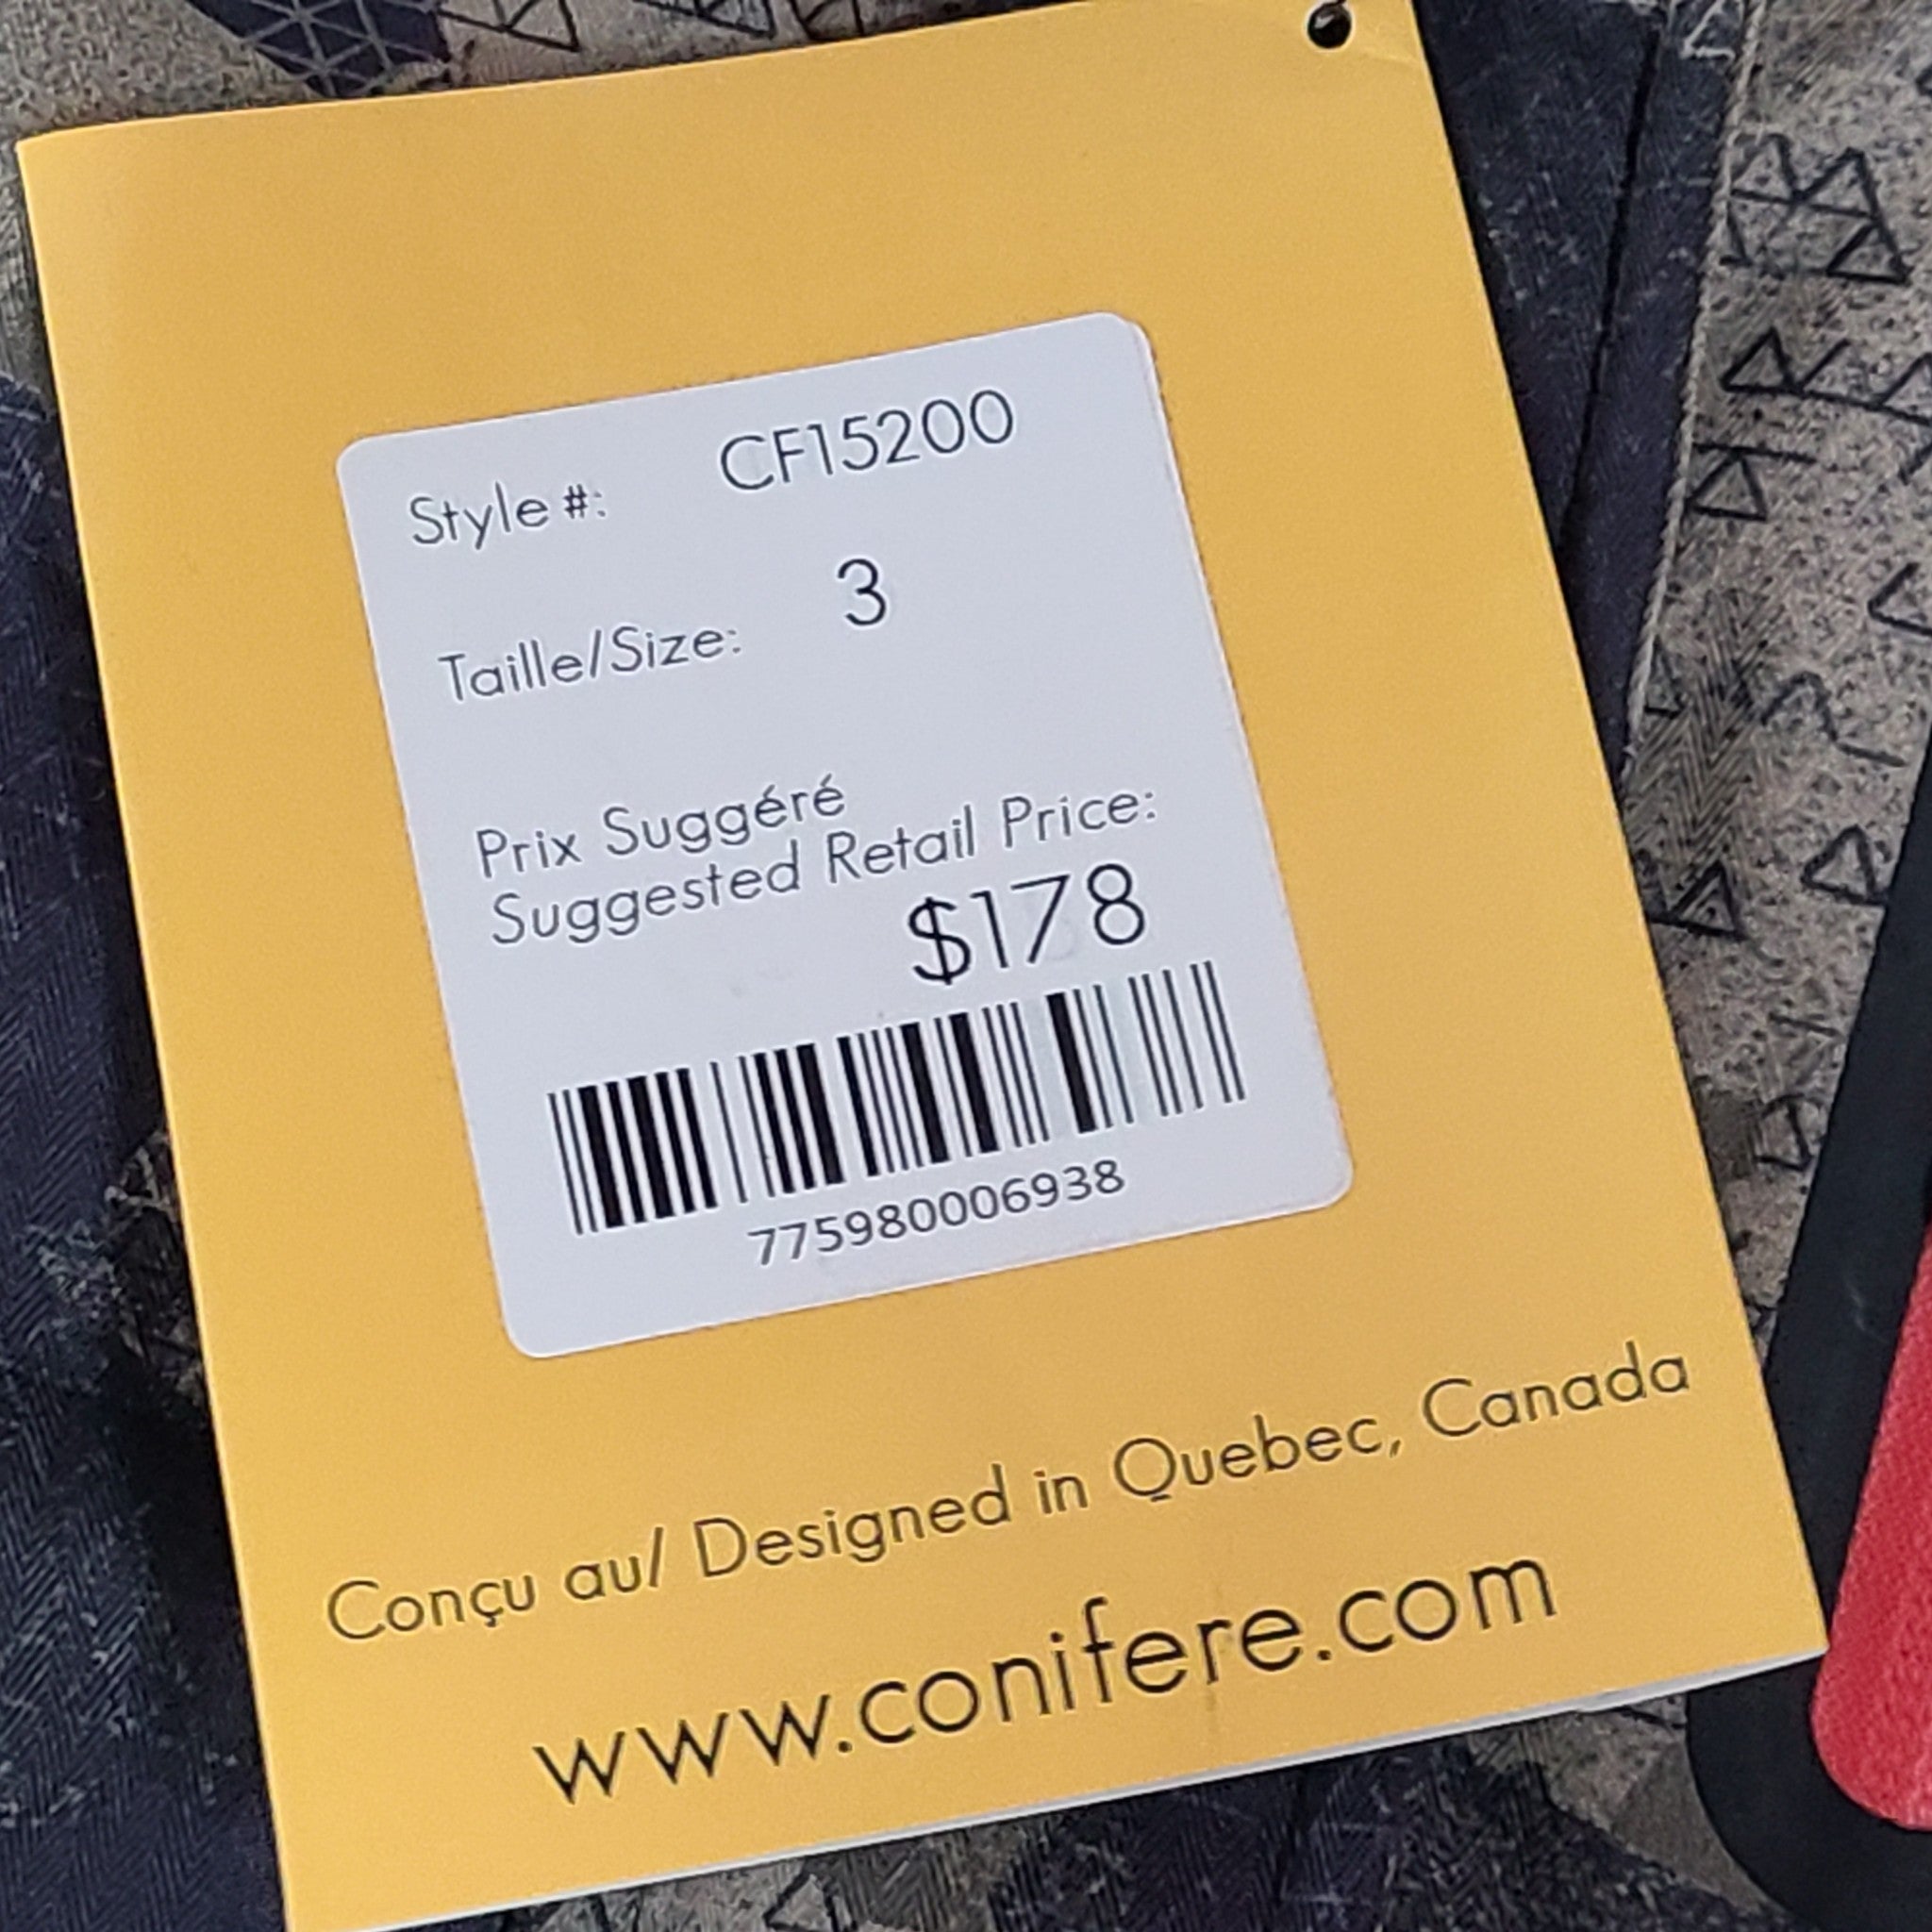 Style #: CF15200
Taille/Size: 3
Prix Suggéré
Suggested Retail Price:
$178
775980006938
Conçu au/ Designed in Quebec, Canada
www.conifere.com